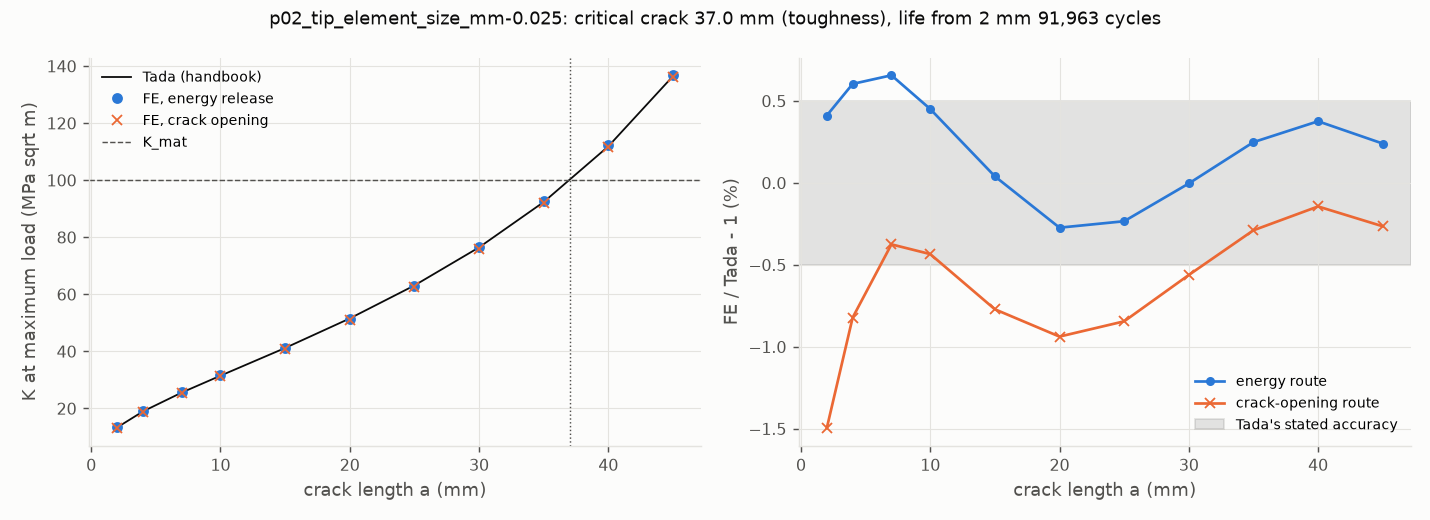 p02_tip_element_size_mm-0.025: critical crack 37.0 mm (toughness), life from 2 mm 91,963 cycles
K at maximum load (MPa sqrt m)
140
120
100
80
60
40
20
Tada (handbook)
FE, energy release
FE, crack opening
K_mat
0
10
20
30
40
crack length a (mm)
FE / Tada - 1 (%)
0.5
0.0
−0.5
−1.0
−1.5
energy route
crack-opening route
Tada's stated accuracy
0
10
20
30
40
crack length a (mm)